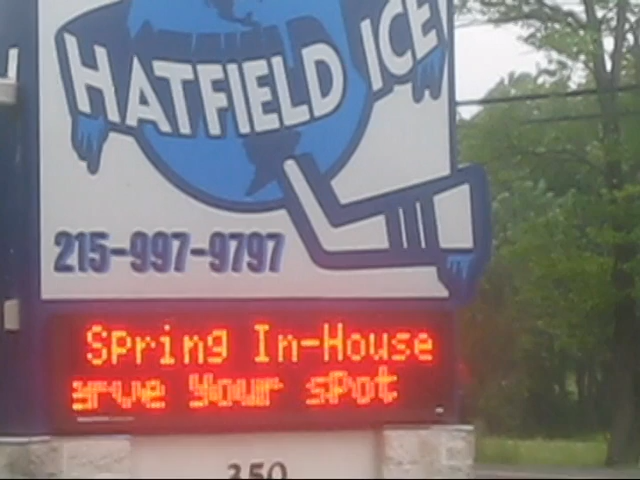 HATFIELD ICE
215-997-9797
Spring In-House
Your spot
350